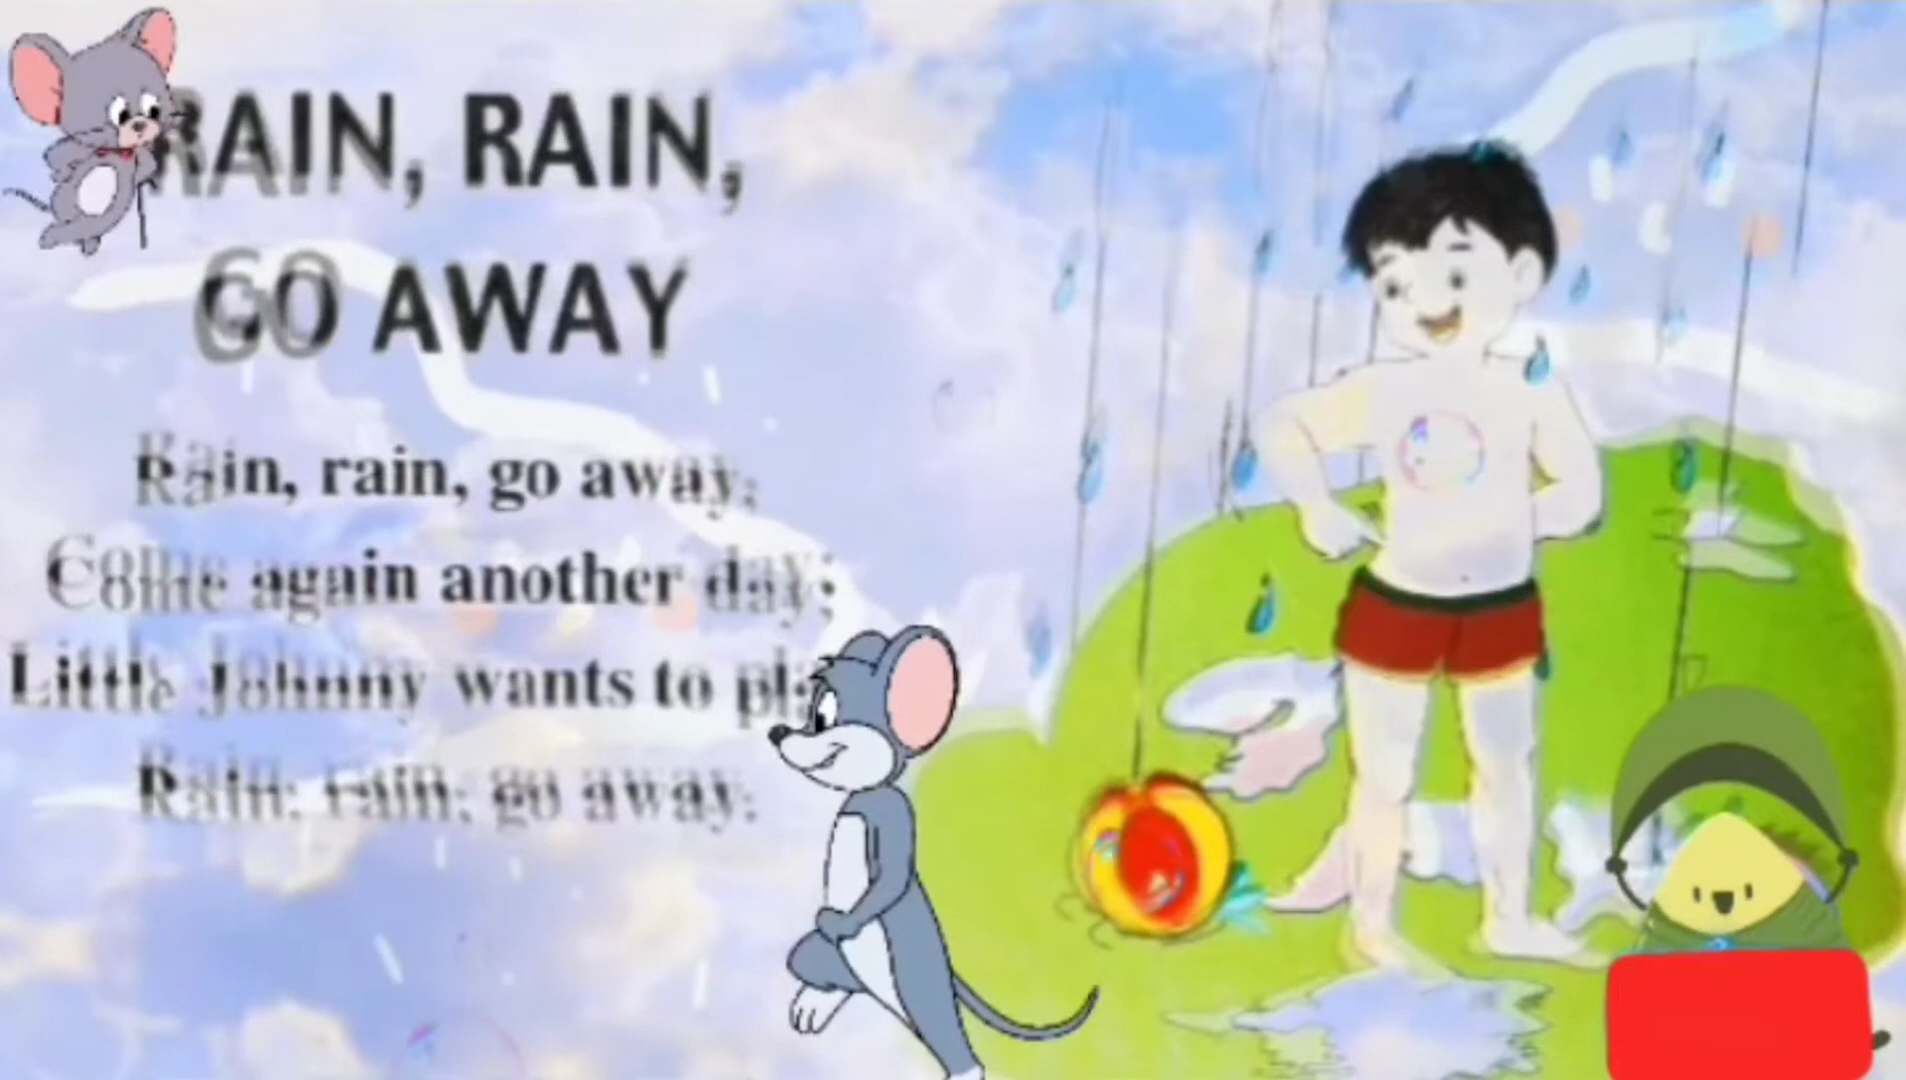 RAIN, RAIN,
GO AWAY
Rain, rain, go away;
Come again another day;
Little Johnny wants to pla
Rain, rain, go away.